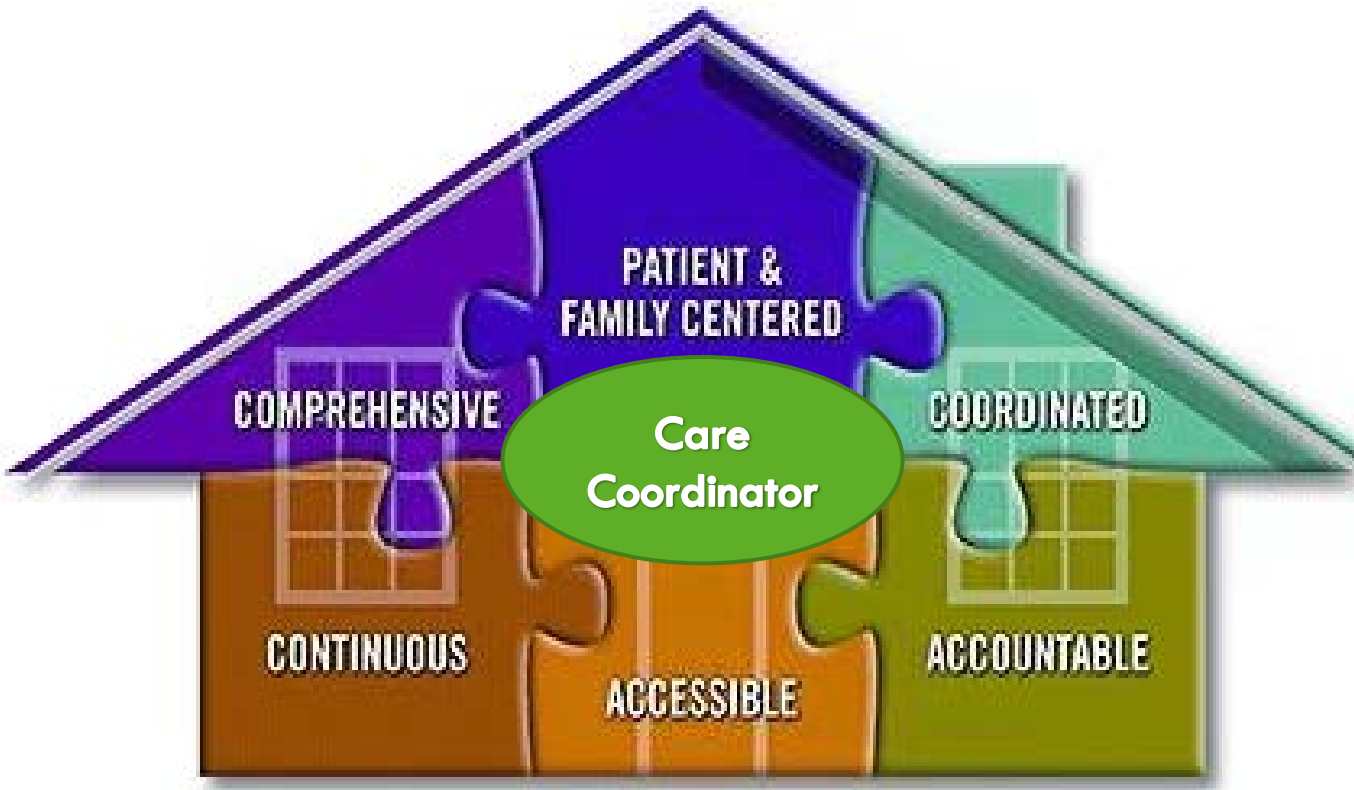 PATIENT &
FAMILY CENTERED
COMPREHENSIVE
Care
Coordinator
COORDINATED
CONTINUOUS
ACCESSIBLE
ACCOUNTABLE